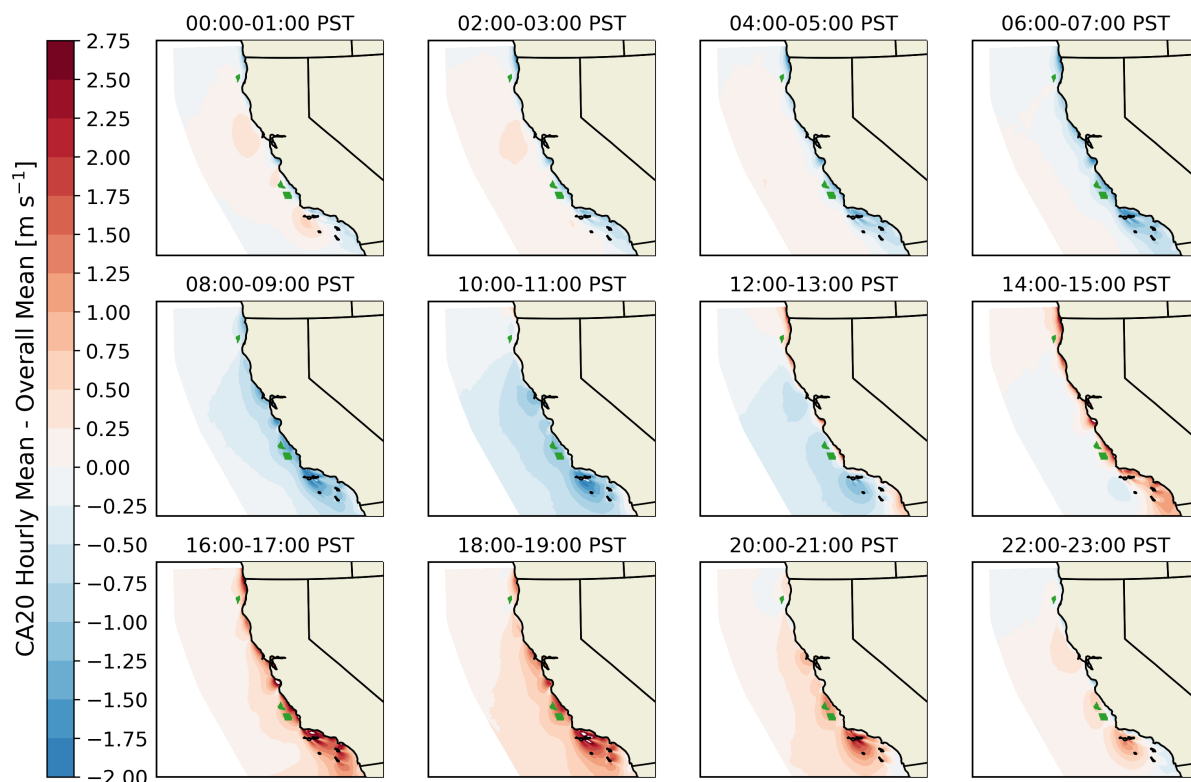 00:00-01:00 PST
02:00-03:00 PST
04:00-05:00 PST
06:00-07:00 PST
08:00-09:00 PST
10:00-11:00 PST
12:00-13:00 PST
14:00-15:00 PST
16:00-17:00 PST
18:00-19:00 PST
20:00-21:00 PST
22:00-23:00 PST
CA20 Hourly Mean - Overall Mean [m s⁻¹]
2.75
2.50
2.25
2.00
1.75
1.50
1.25
1.00
0.75
0.50
0.25
0.00
−0.25
−0.50
−0.75
−1.00
−1.25
−1.50
−1.75
−2.00